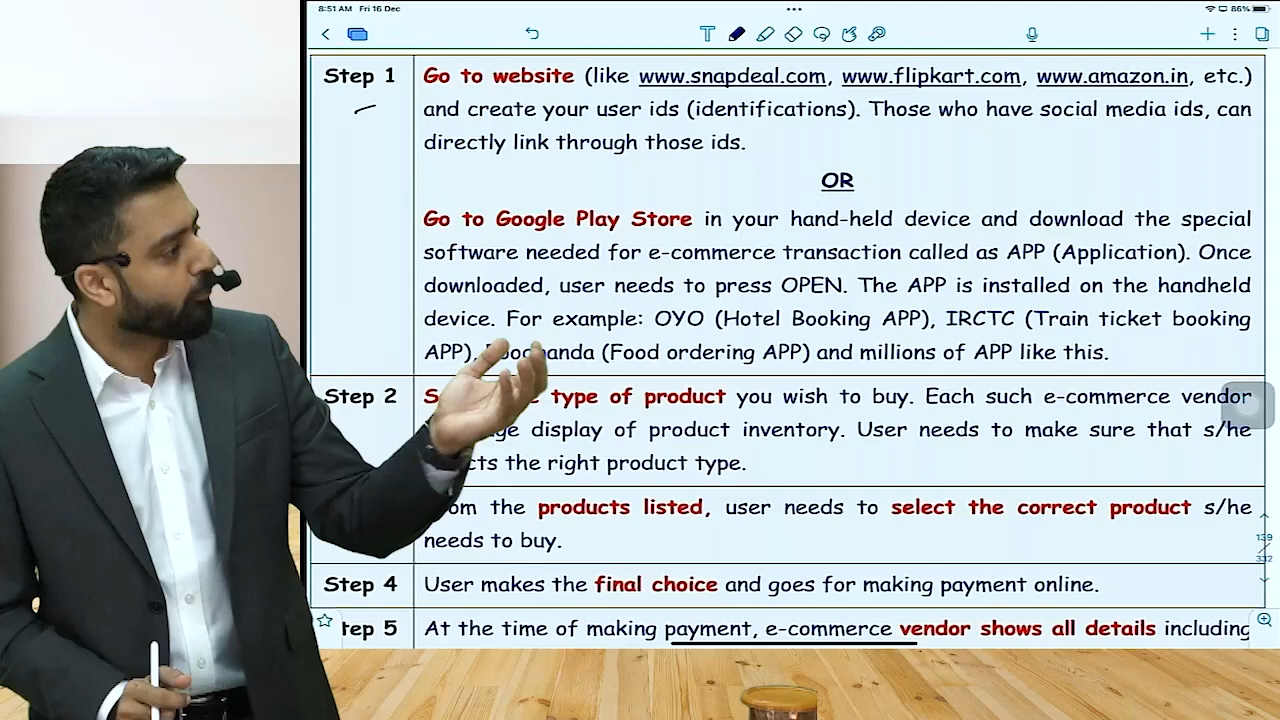 8:51 AM Fri 16 Dec
86%
Step 1
Go to website (like www.snapdeal.com, www.flipkart.com, www.amazon.in, etc.)
and create your user ids (identifications). Those who have social media ids, can
directly link through those ids.
OR
Go to Google Play Store in your hand-held device and download the special
software needed for e-commerce transaction called as APP (Application). Once
downloaded, user needs to press OPEN. The APP is installed on the handheld
device. For example: OYO (Hotel Booking APP), IRCTC (Train ticket booking
APP), (Food ordering APP) and millions of APP like this.
Step 2
type of product you wish to buy. Each such e-commerce vendor
display of product inventory. User needs to make sure that s/he
the right product type.
the products listed, user needs to select the correct product s/he
needs to buy.
139
332
Step 4
User makes the final choice and goes for making payment online.
tep 5
At the time of making payment, e-commerce vendor shows all details including